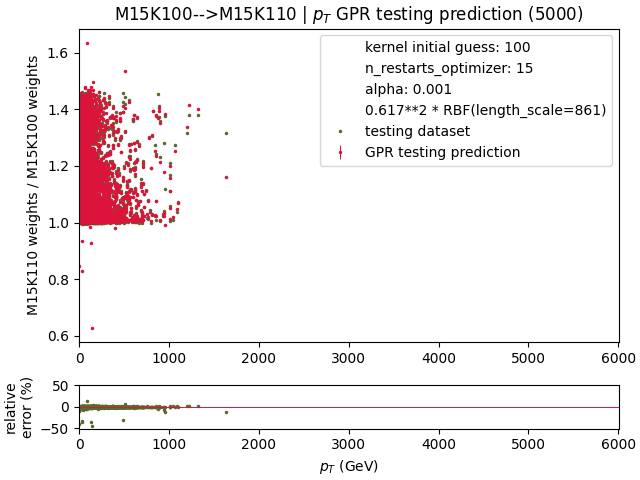 M15K100-->M15K110 | p_T GPR testing prediction (5000)
kernel initial guess: 100
n_restarts_optimizer: 15
alpha: 0.001
0.617**2 * RBF(length_scale=861)
testing dataset
GPR testing prediction
M15K110 weights / M15K100 weights
1.6
1.4
1.2
1.0
0.8
0.6
0 1000 2000 3000 4000 5000 6000
relative
error (%)
50
0
−50
0 1000 2000 3000 4000 5000 6000
p_T (GeV)